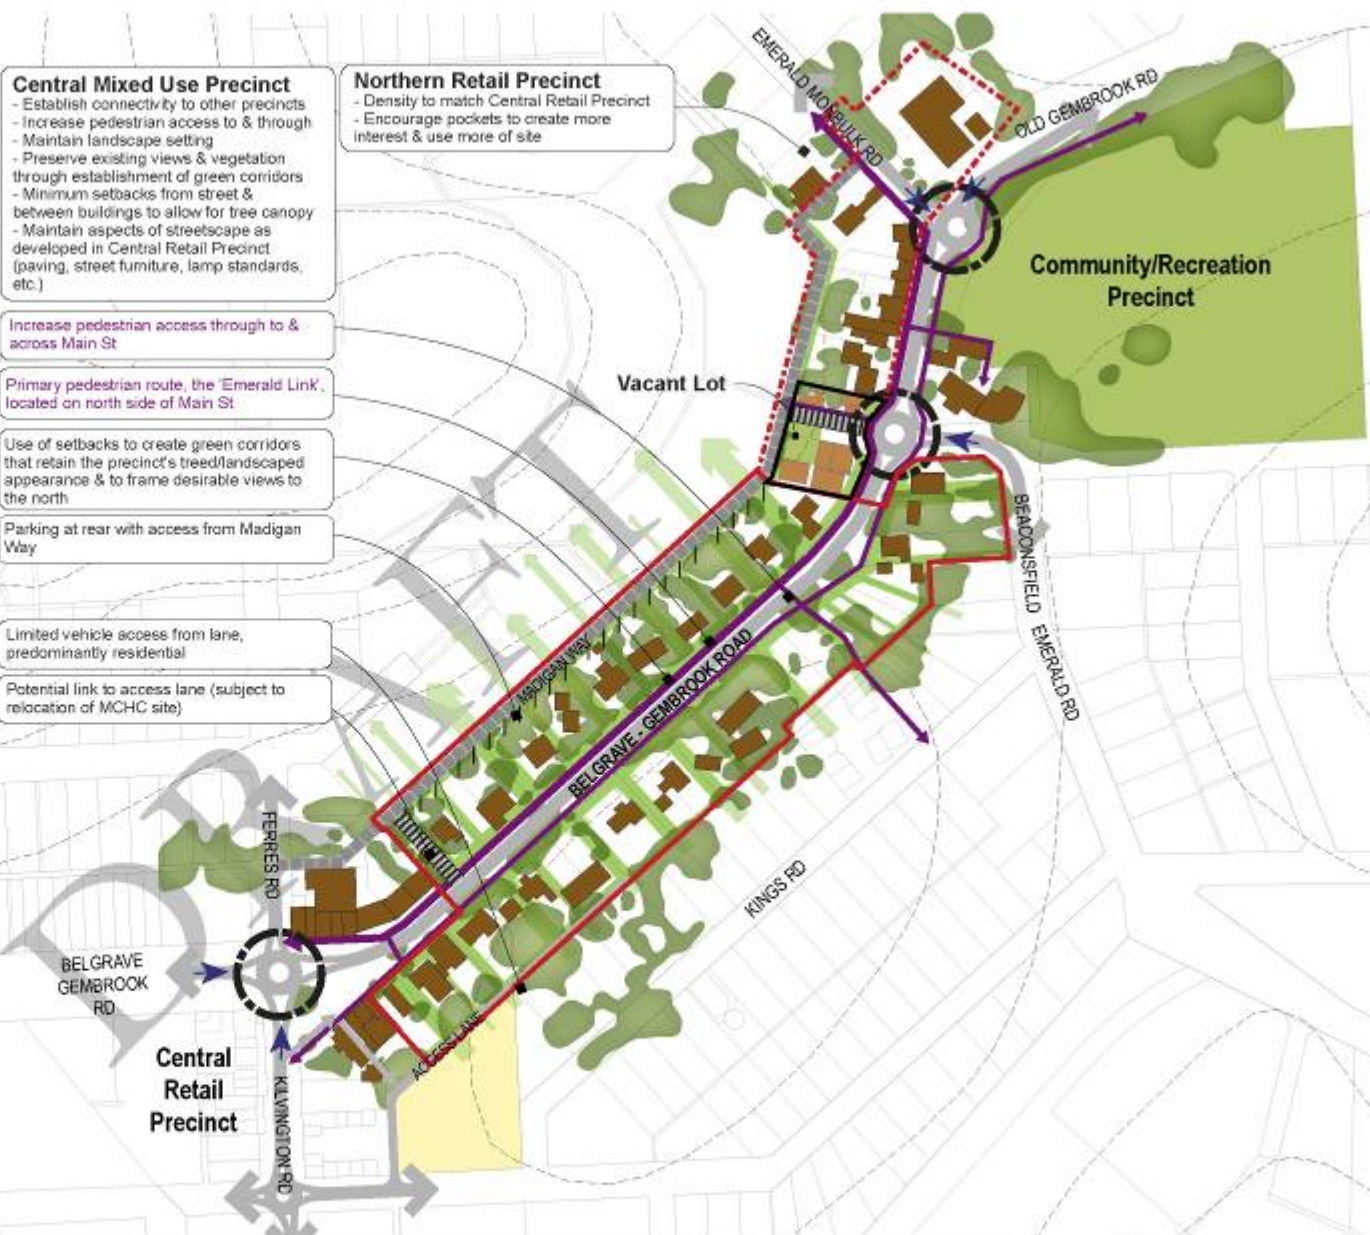 Central Mixed Use Precinct
- Establish connectivity to other precincts
- Increase pedestrian access to & through
- Maintain landscape setting
- Preserve existing views & vegetation
through establishment of green corridors
- Minimum setbacks from street &
between buildings to allow for tree canopy
- Maintain aspects of streetscape as
developed in Central Retail Precinct
(paving, street furniture, lamp standards,
etc.)
Northern Retail Precinct
- Density to match Central Retail Precinct
- Encourage pockets to create more
interest & use more of site
Increase pedestrian access through to &
across Main St
Primary pedestrian route, the 'Emerald Link',
located on north side of Main St
Use of setbacks to create green corridors
that retain the precinct's treed/landscaped
appearance & to frame desirable views to
the north
Parking at rear with access from Madigan
Way
Limited vehicle access from lane,
predominantly residential
Potential link to access lane (subject to
relocation of MCHC site)
EMERALD MONBULK RD
OLD GEMBROOK RD
Community/Recreation
Precinct
Vacant Lot
BEACONSFIELD EMERALD RD
MADIGAN WAY
BELGRAVE - GEMBROOK ROAD
KINGS RD
FERRES RD
BELGRAVE
GEMBROOK
RD
Central
Retail
Precinct
KILVINGTON RD
ACCESS LANE
DRAFT